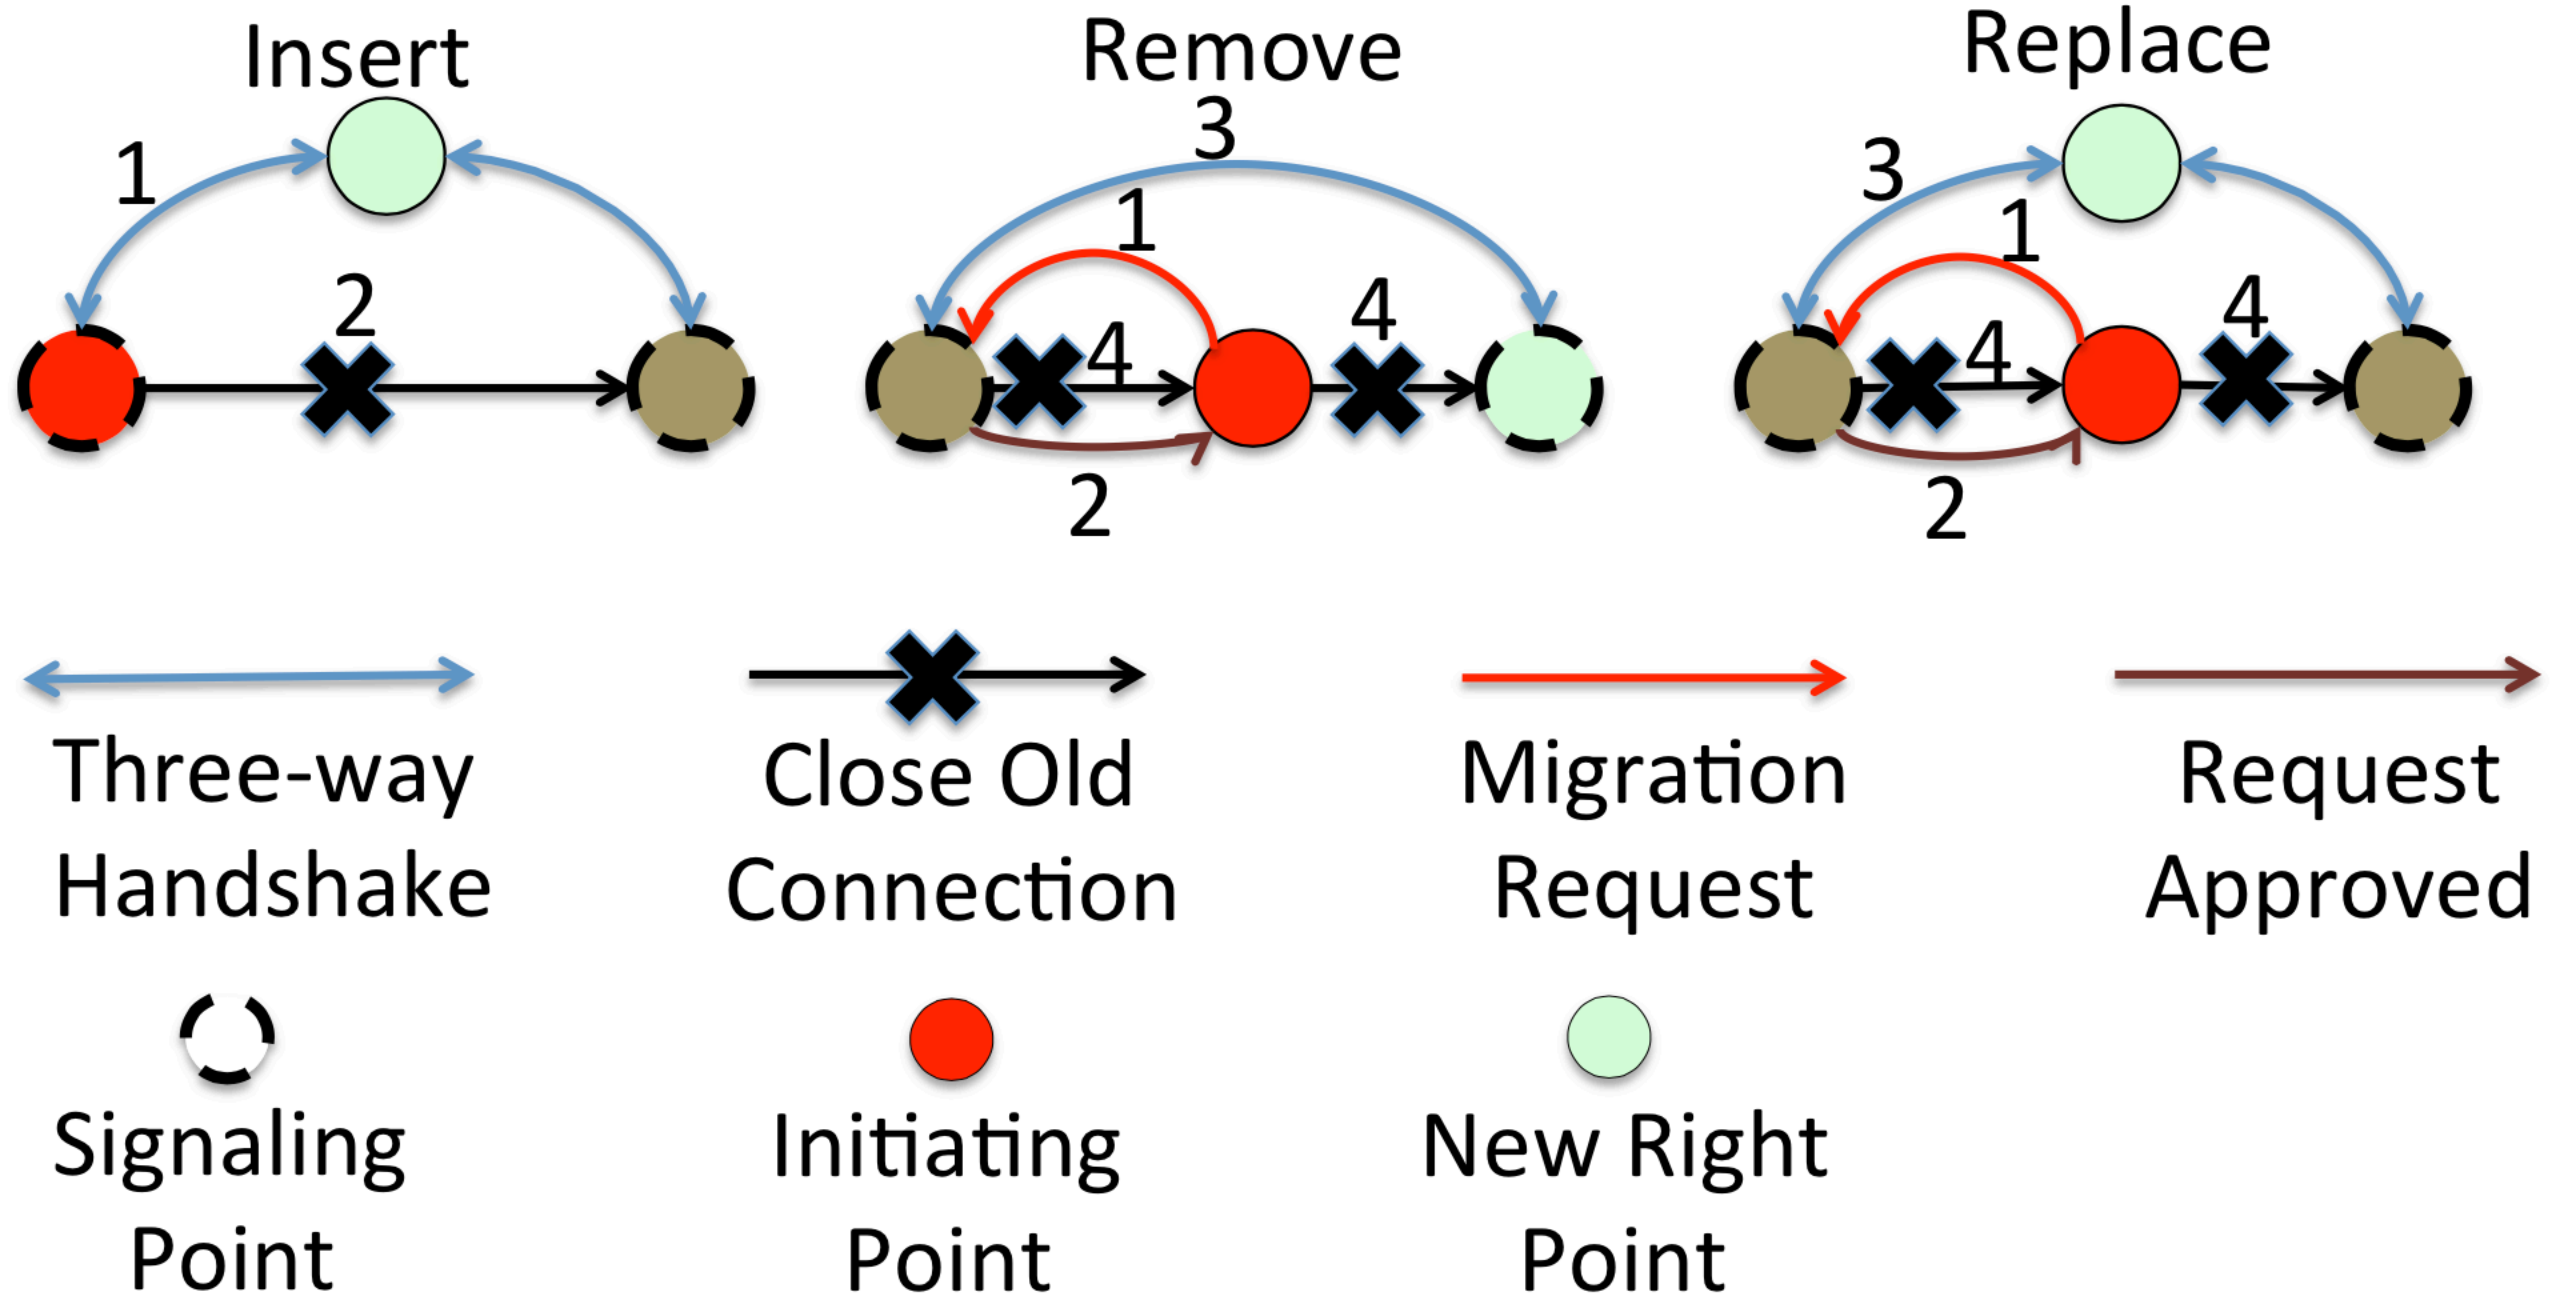 Insert
Remove
Replace
1
2
3
1
4
4
2
3
1
4
4
2
Three-way
Handshake
Close Old
Connection
Migration
Request
Request
Approved
Signaling
Point
Initiating
Point
New Right
Point